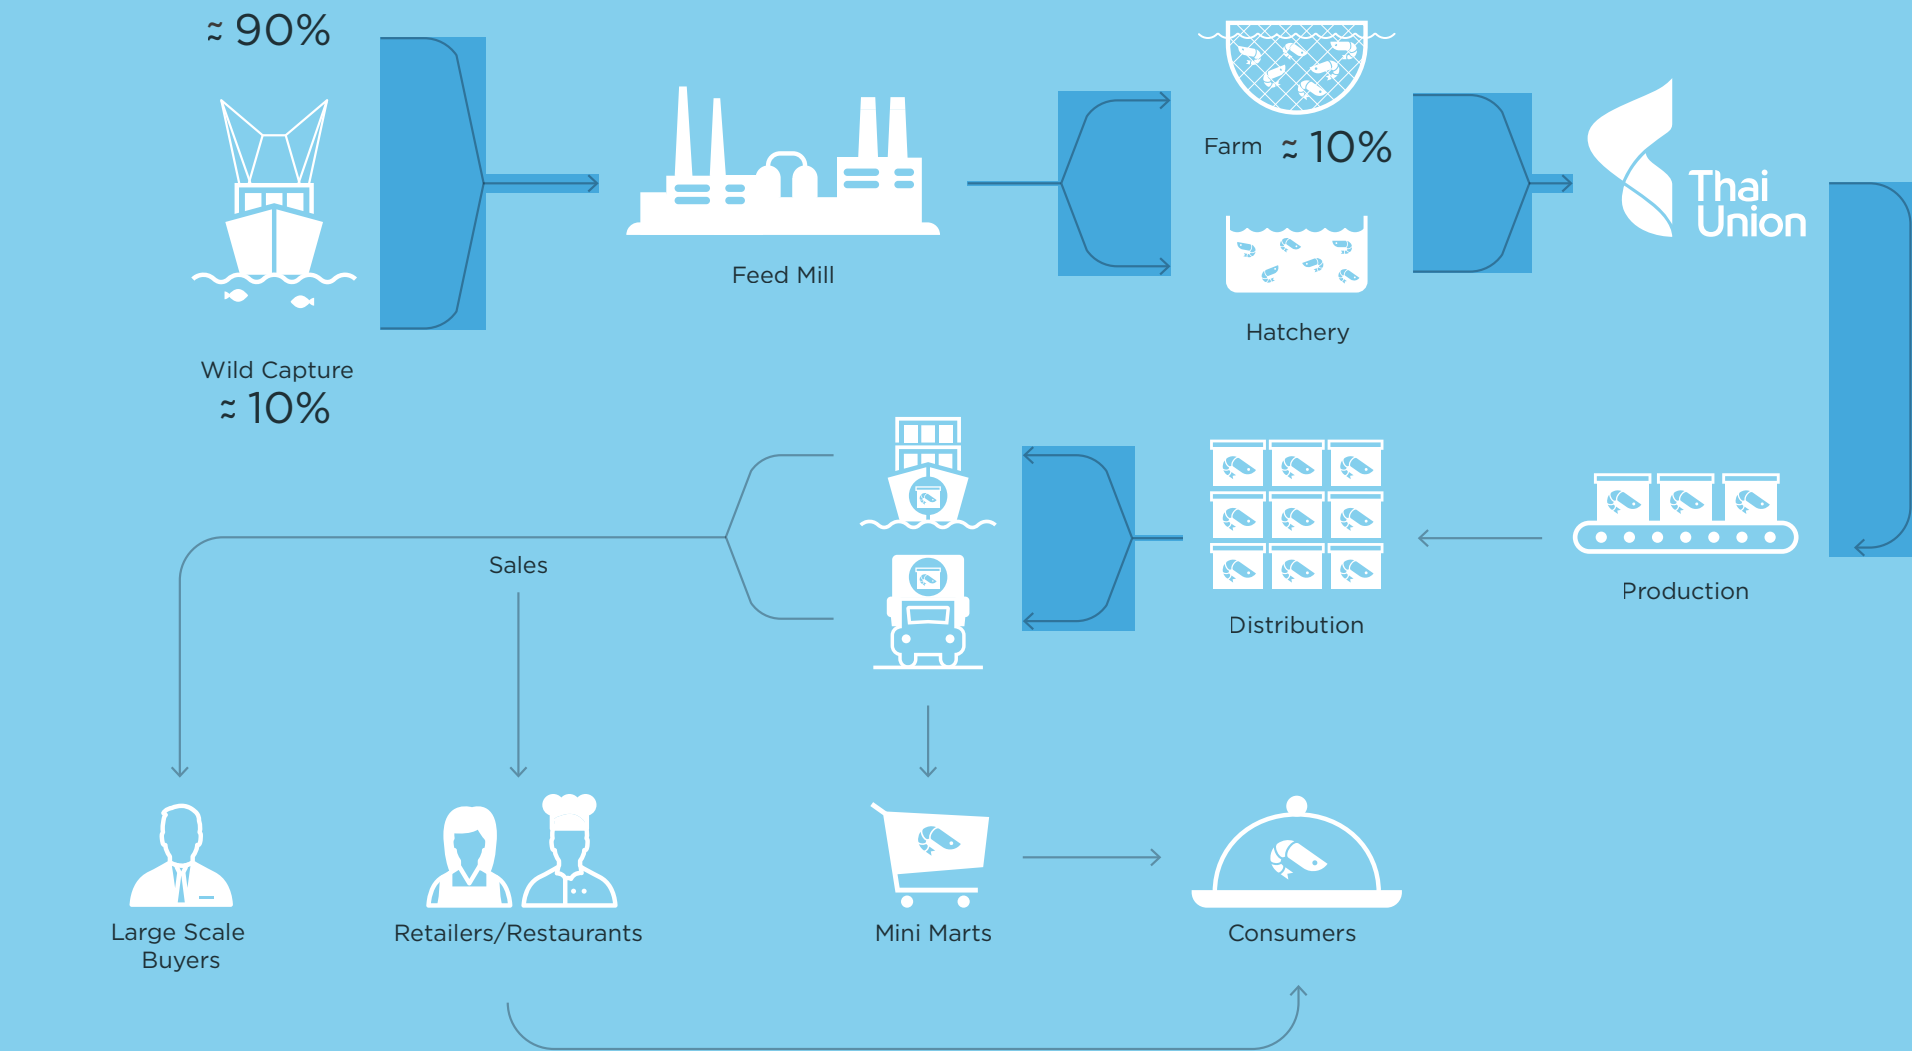 ≈ 90%
Farm ≈ 10%
Thai
Union
Feed Mill
Hatchery
Wild Capture
≈ 10%
Sales
Production
Distribution
Large Scale
Buyers
Retailers/Restaurants
Mini Marts
Consumers